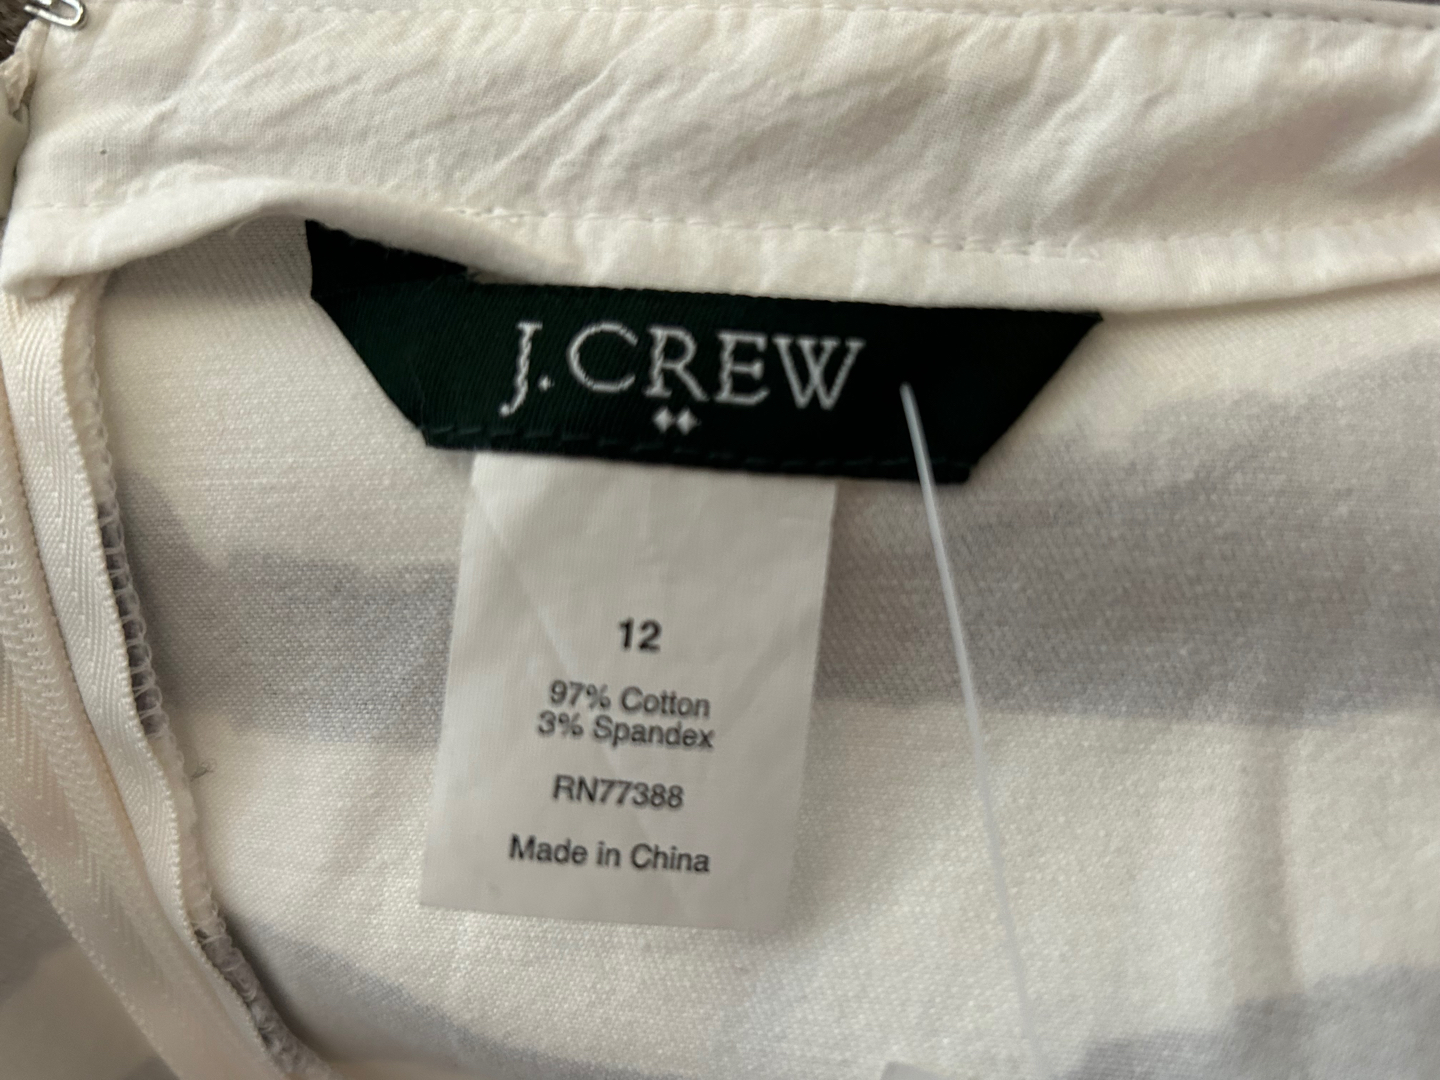 J.CREW
12
97% Cotton
3% Spandex
RN77388
Made in China